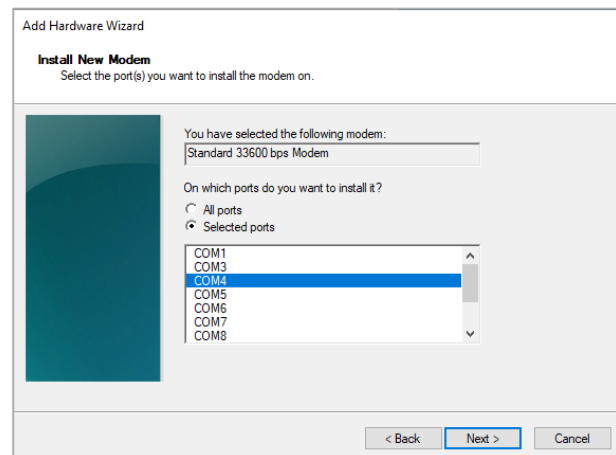 Add Hardware Wizard
Install New Modem
Select the port(s) you want to install the modem on.
You have selected the following modem:
Standard 33600 bps Modem
On which ports do you want to install it?
All ports
Selected ports
COM1
COM3
COM4
COM5
COM6
COM7
COM8
< Back Next > Cancel